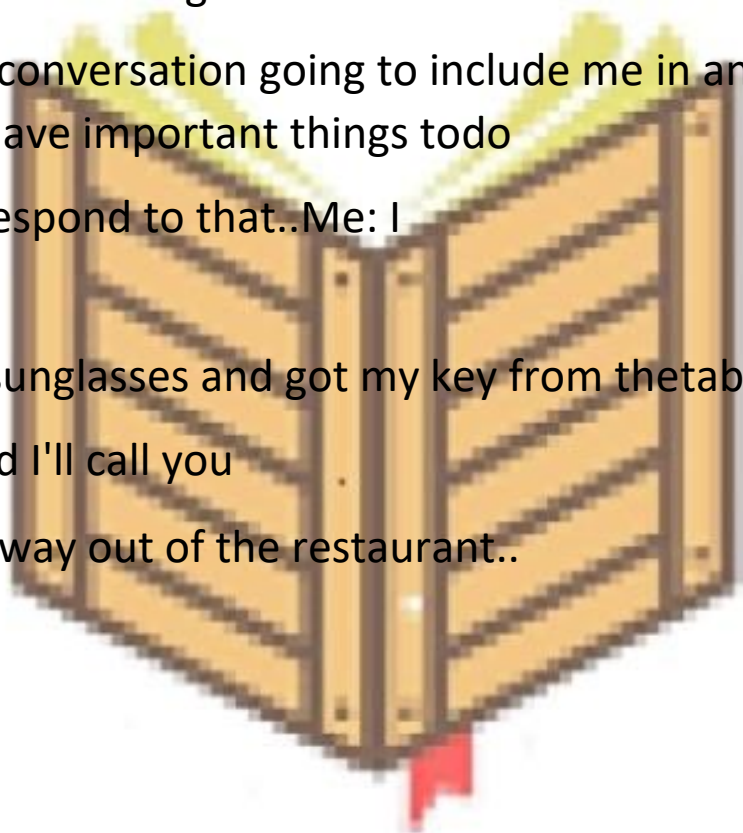 conversation going to include me in an
ave important things todo
espond to that..Me: I
sunglasses and got my key from thetab
d I'll call you
way out of the restaurant..